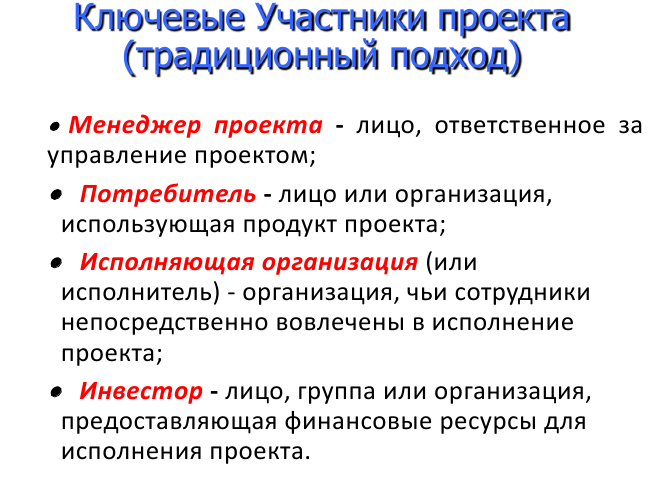 Ключевые Участники проекта
(традиционный подход)
• Менеджер проекта - лицо, ответственное за
управление проектом;
• Потребитель - лицо или организация,
использующая продукт проекта;
• Исполняющая организация (или
исполнитель) - организация, чьи сотрудники
непосредственно вовлечены в исполнение
проекта;
• Инвестор - лицо, группа или организация,
предоставляющая финансовые ресурсы для
исполнения проекта.